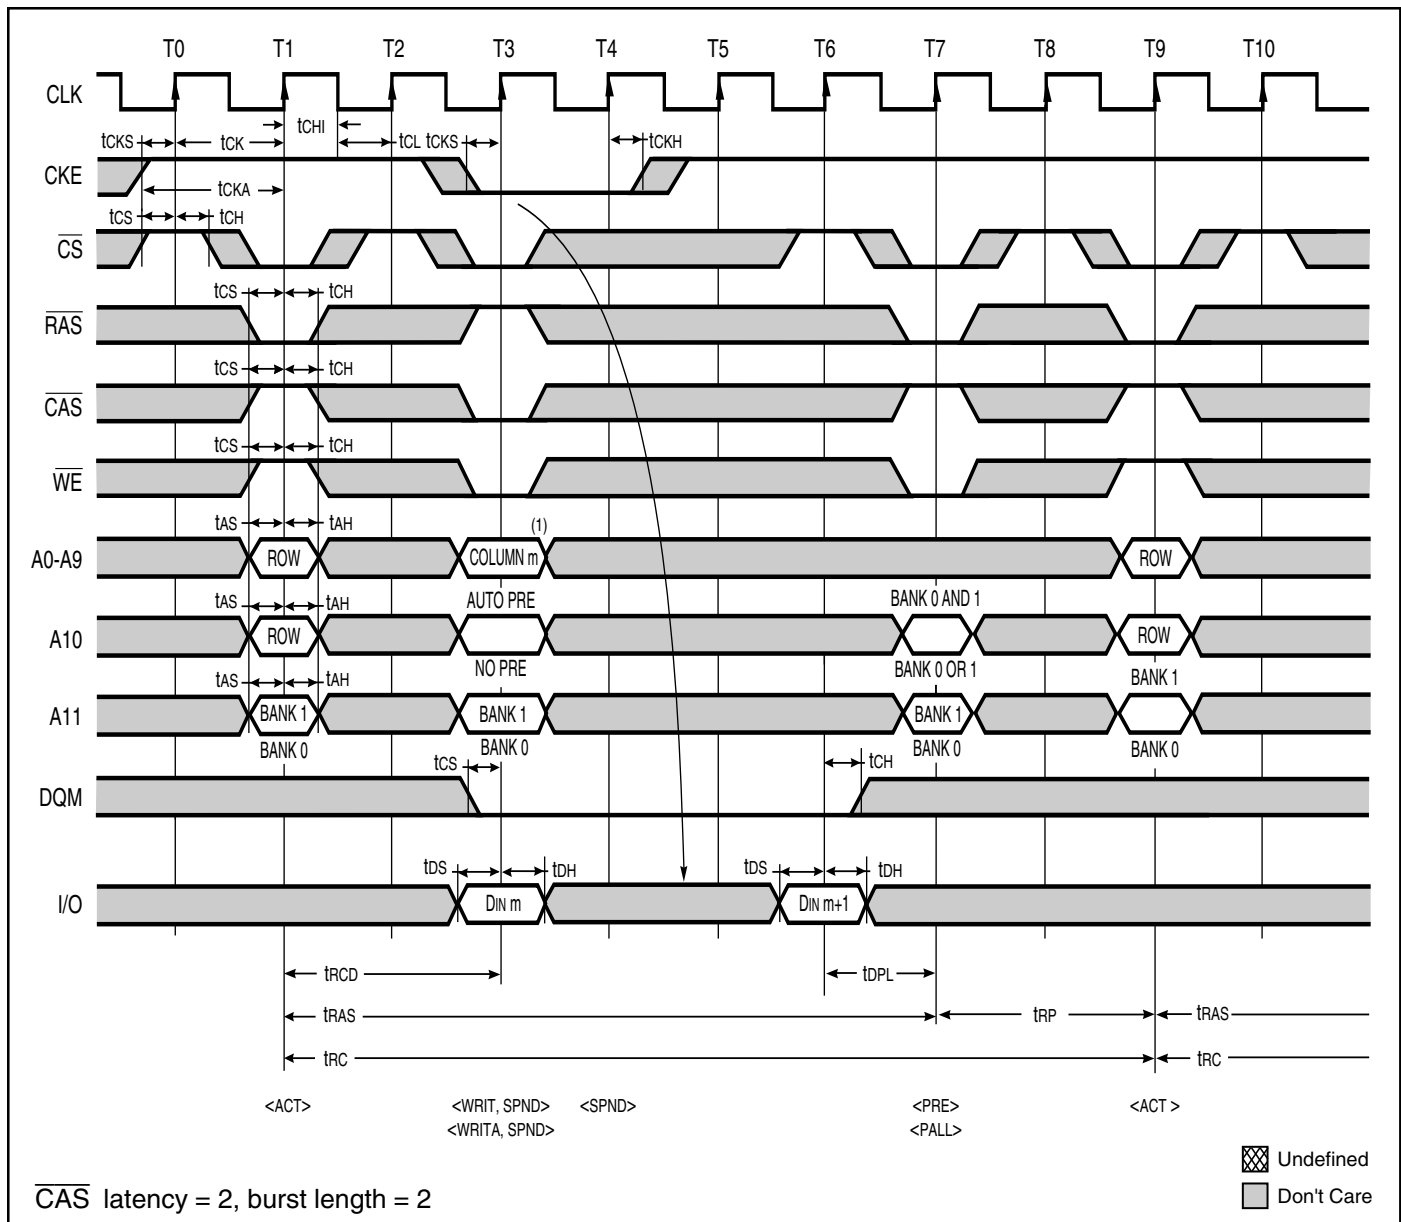 T0 T1 T2 T3 T4 T5 T6 T7 T8 T9 T10
CLK
tCHI
tCKS tCK tCL tCKS tCKH
CKE
tCKA
tCS tCH
CS
tCS tCH
RAS
tCS tCH
CAS
tCS tCH
WE
tAS tAH (1)
A0-A9 ROW COLUMN m ROW
tAS tAH AUTO PRE BANK 0 AND 1
A10 ROW ROW
NO PRE BANK 0 OR 1 BANK 1
tAS tAH
A11 BANK 1 BANK 1 BANK 1
BANK 0 BANK 0 BANK 0 BANK 0
tCS tCH
DQM
tDS tDH tDS tDH
I/O DIN m DIN m+1
tRCD tDPL
tRAS tRP tRAS
tRC tRC
<ACT> <WRIT, SPND> <SPND> <PRE> <ACT >
<WRITA, SPND> <PALL>
Undefined
Don't Care
CAS latency = 2, burst length = 2